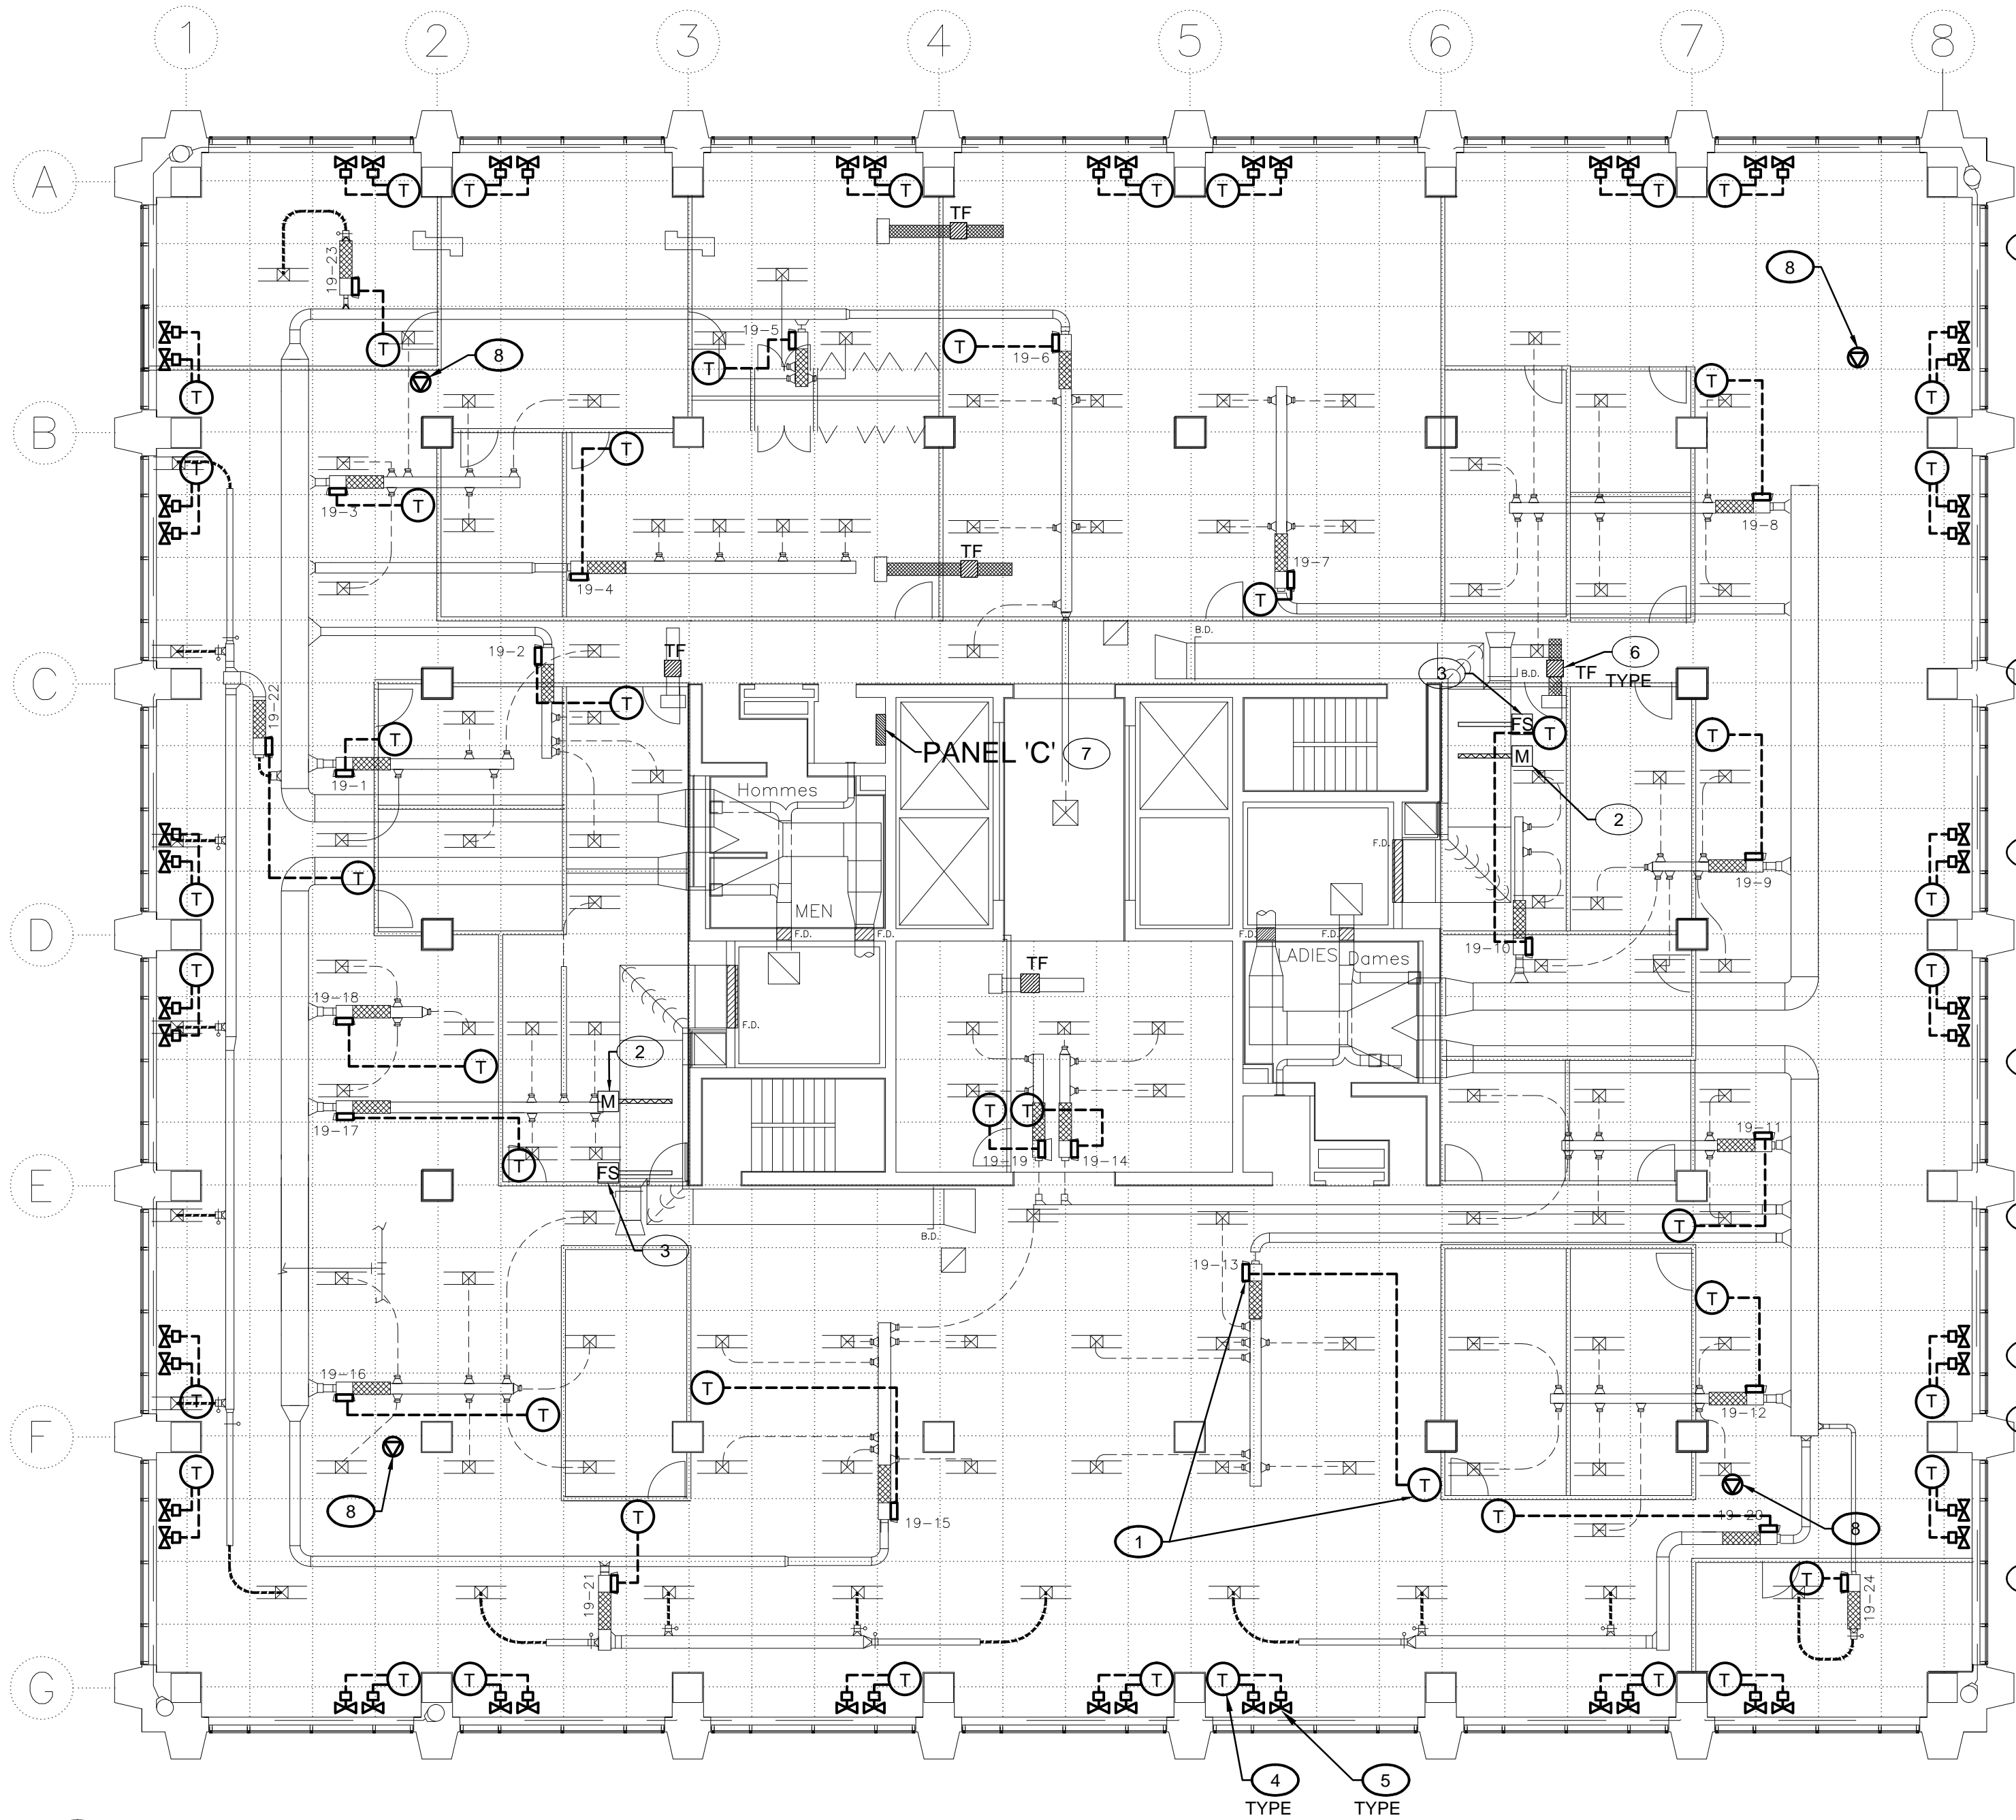 1 2 3 4 5 6 7 8
A
T T T T T T T
TF
8
19-23
8
19-5
T
19-6
T
T
T
T
T
T
B
T
T
T
19-3
T
19-8
TF
19-4
19-7
T
B.D.
19-2
TF
6
TF
TYPE
3
B.D.
C
T
19-22
FS
T
T
T
PANEL 'C'
7
M
19-1
Hommes
2
F.D.
T
T
19-9
T
MEN
D
F.D.
F.D.
F.D.
19-10
LADIES
Dames
T
TF
T
19-18
F.D.
2
T
M
T
T
19-17
19-11
T
19-19
19-14
FS
E
T
3
B.D.
19-13
T
19-16
T
T
T
T
19-12
F
T
8
T
T
T
T
19-15
19-20
8
1
19-21
T
19-24
G
T T T T T T T
4
TYPE
5
TYPE